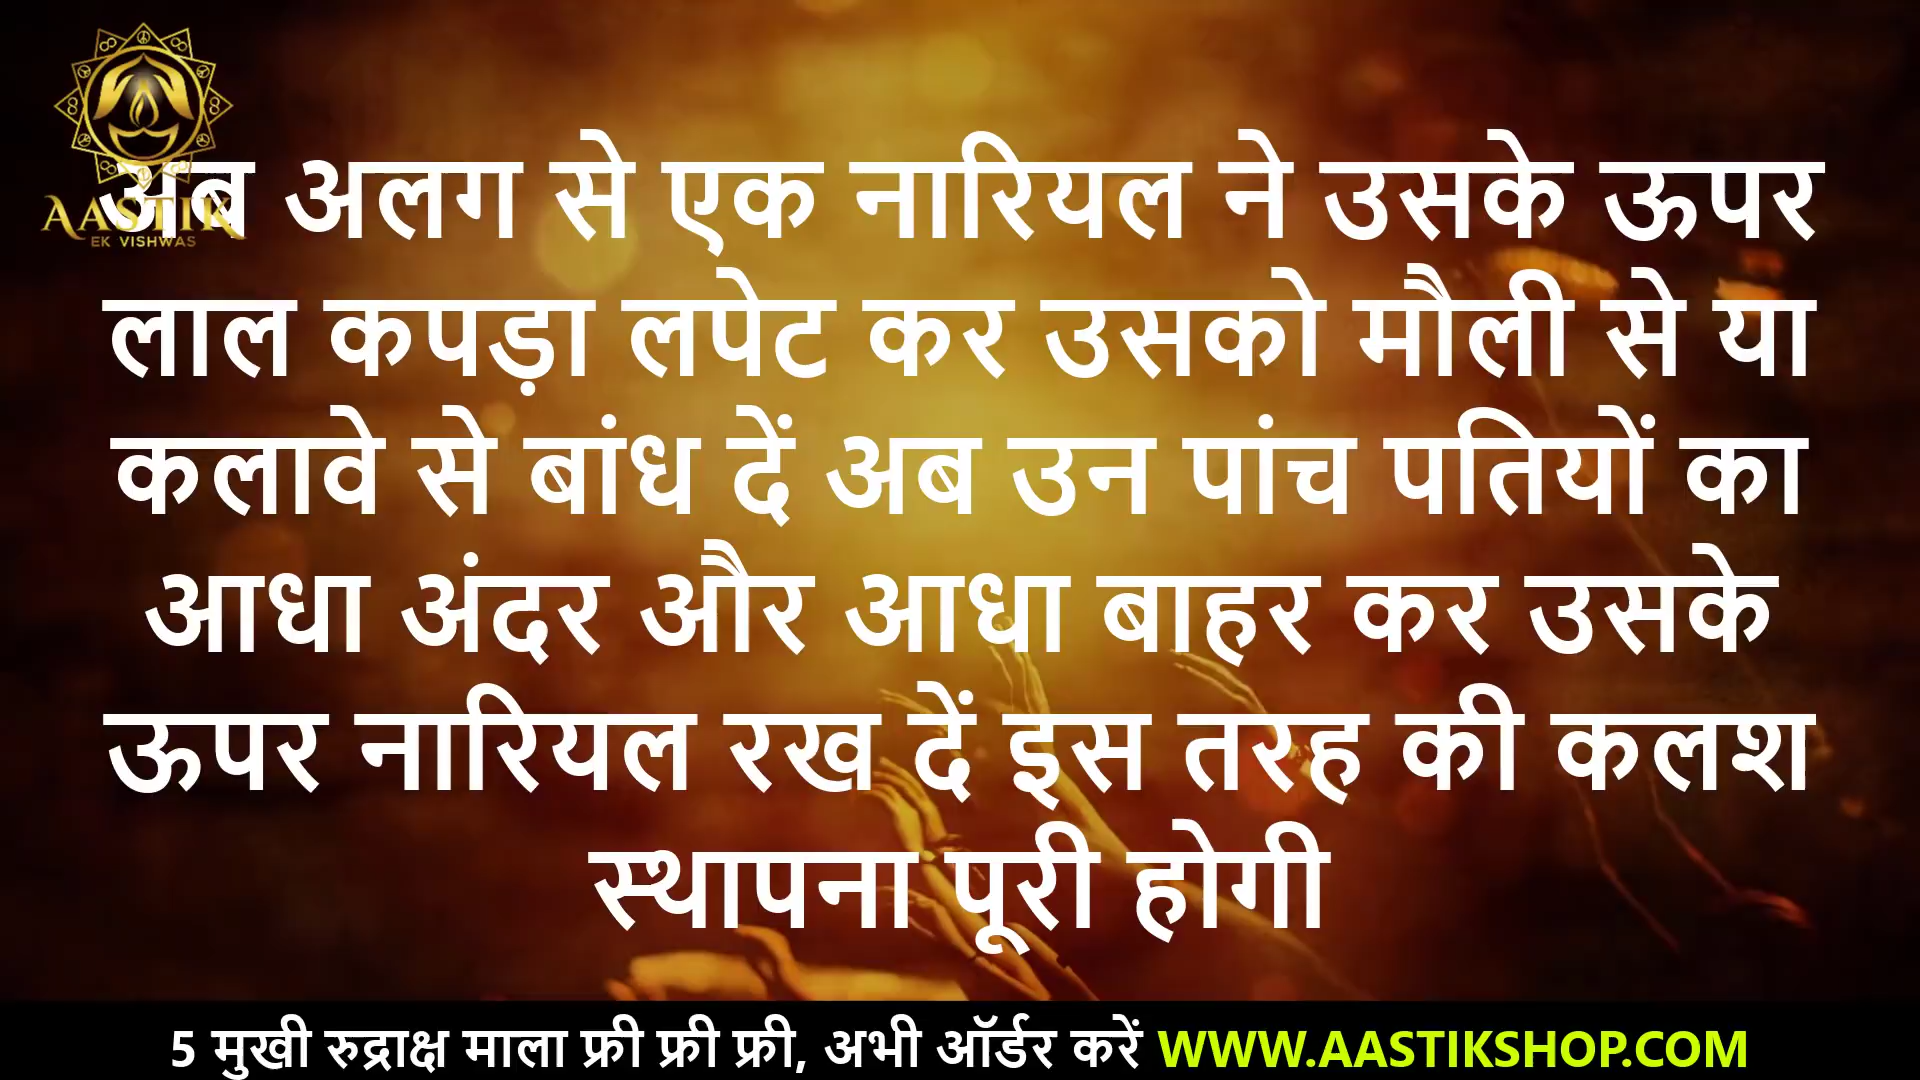 AASTIK
EK VISHWAS
अब अलग से एक नारियल ने उसके ऊपर
लाल कपड़ा लपेट कर उसको मौली से या
कलावे से बांध दें अब उन पांच पतियों का
आधा अंदर और आधा बाहर कर उसके
ऊपर नारियल रख दें इस तरह की कलश
स्थापना पूरी होगी
5 मुखी रुद्राक्ष माला फ्री फ्री फ्री, अभी ऑर्डर करें WWW.AASTIKSHOP.COM